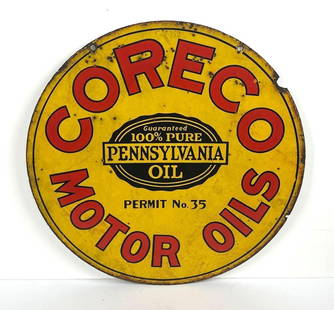 CORECO
Guaranteed
100% PURE
PENNSYLVANIA
OIL
PERMIT No. 35
MOTOR OILS